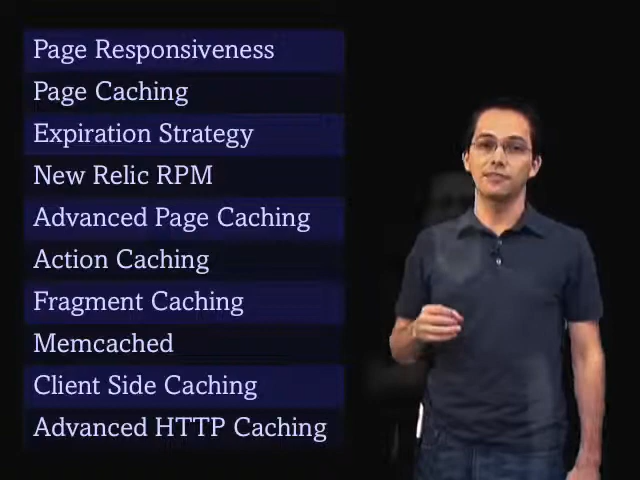 Page Responsiveness
Page Caching
Expiration Strategy
New Relic RPM
Advanced Page Caching
Action Caching
Fragment Caching
Memcached
Client Side Caching
Advanced HTTP Caching